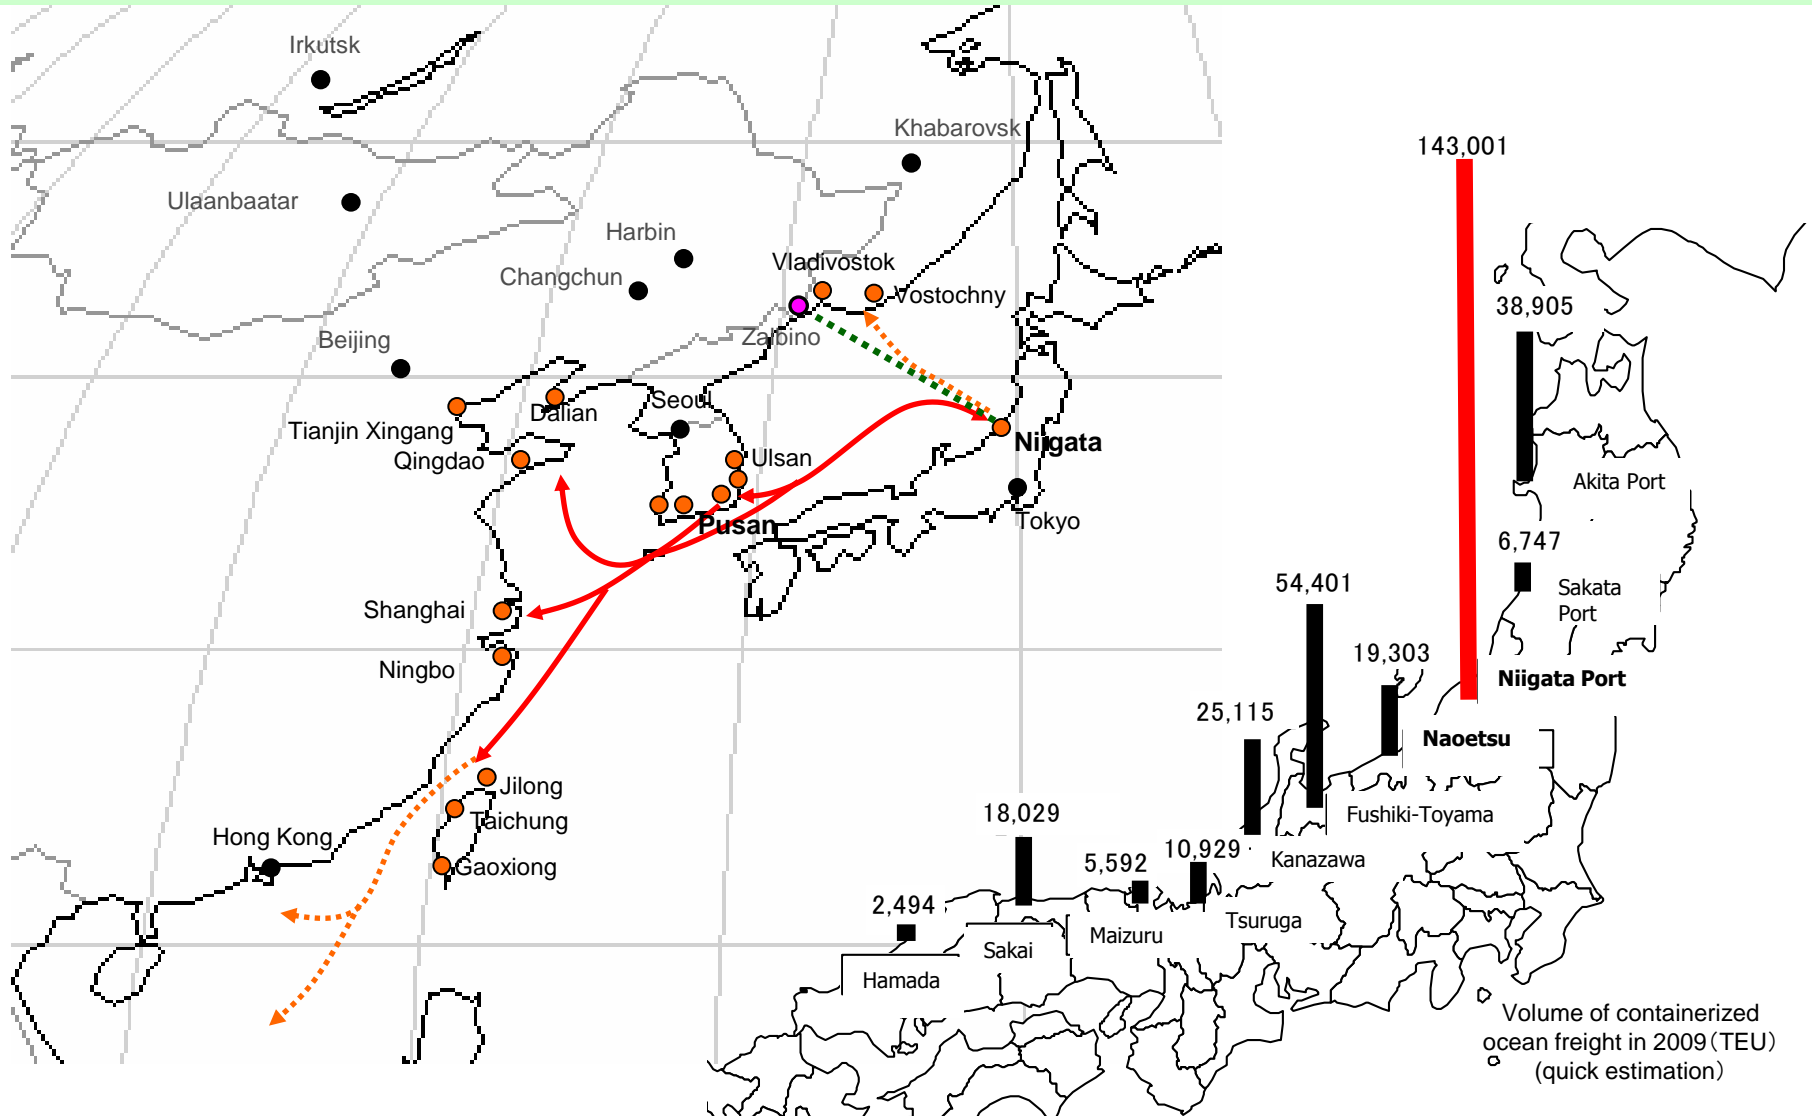 Irkutsk
Khabarovsk
Ulaanbaatar
Harbin
Changchun
Vladivostok
Vostochny
Zalbino
Beijing
Dalian
Seoul
Tianjin Xingang
Qingdao
Ulsan
Niigata
Pusan
Tokyo
Shanghai
Ningbo
Jilong
Taichung
Hong Kong
Gaoxiong
143,001
38,905
Akita Port
6,747
Sakata
Port
54,401
19,303
Niigata Port
25,115
Naoetsu
Fushiki-Toyama
18,029
5,592
10,929
Kanazawa
2,494
Tsuruga
Maizuru
Sakai
Hamada
Volume of containerized
ocean freight in 2009(TEU)
(quick estimation)